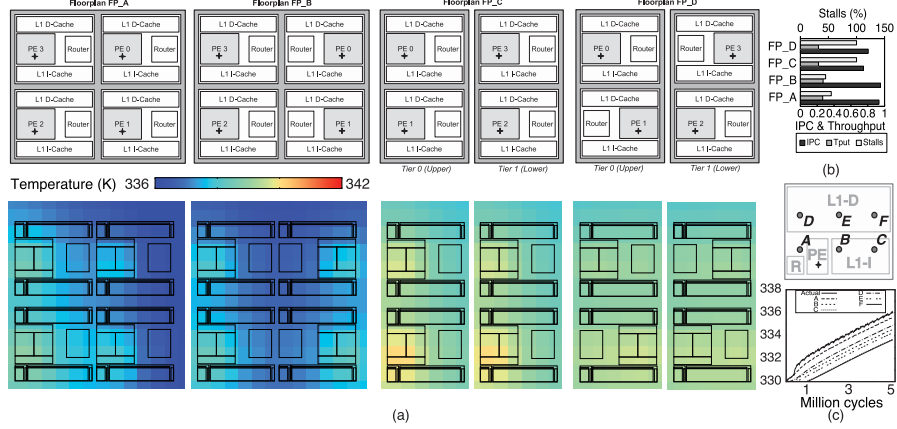 Floorplan FP_A
Floorplan FP_B
Floorplan FP_C
Floorplan FP_D
L1 D-Cache L1 D-Cache L1 D-Cache L1 D-Cache L1 D-Cache L1 D-Cache L1 D-Cache L1 D-Cache
PE 3 Router PE 0 Router PE 3 Router Router PE 0 PE 0 Router PE 3 Router PE 0 Router Router PE 3
L1 I-Cache L1 I-Cache L1 I-Cache L1 I-Cache L1 I-Cache L1 I-Cache L1 I-Cache L1 I-Cache
L1 D-Cache L1 D-Cache L1 D-Cache L1 D-Cache L1 D-Cache L1 D-Cache L1 D-Cache L1 D-Cache
PE 2 Router PE 1 Router PE 2 Router Router PE 1 PE 1 Router PE 2 Router Router PE 1 PE 2 Router
L1 I-Cache L1 I-Cache L1 I-Cache L1 I-Cache L1 I-Cache L1 I-Cache L1 I-Cache L1 I-Cache
Tier 0 (Upper) Tier 1 (Lower) Tier 0 (Upper) Tier 1 (Lower)
Temperature (K) 336 342
(a)
Stalls (%)
0 50 100 150
FP_D
FP_C
FP_B
FP_A
0 0.2 0.4 0.6 0.8 1
IPC & Throughput
IPC Tput Stalls
(b)
L1-D
D E F
A B C
PE
R L1-I
338
336
334
332
330
Actual
A
B
C
D
E
F
1 3 5
Million cycles
(c)